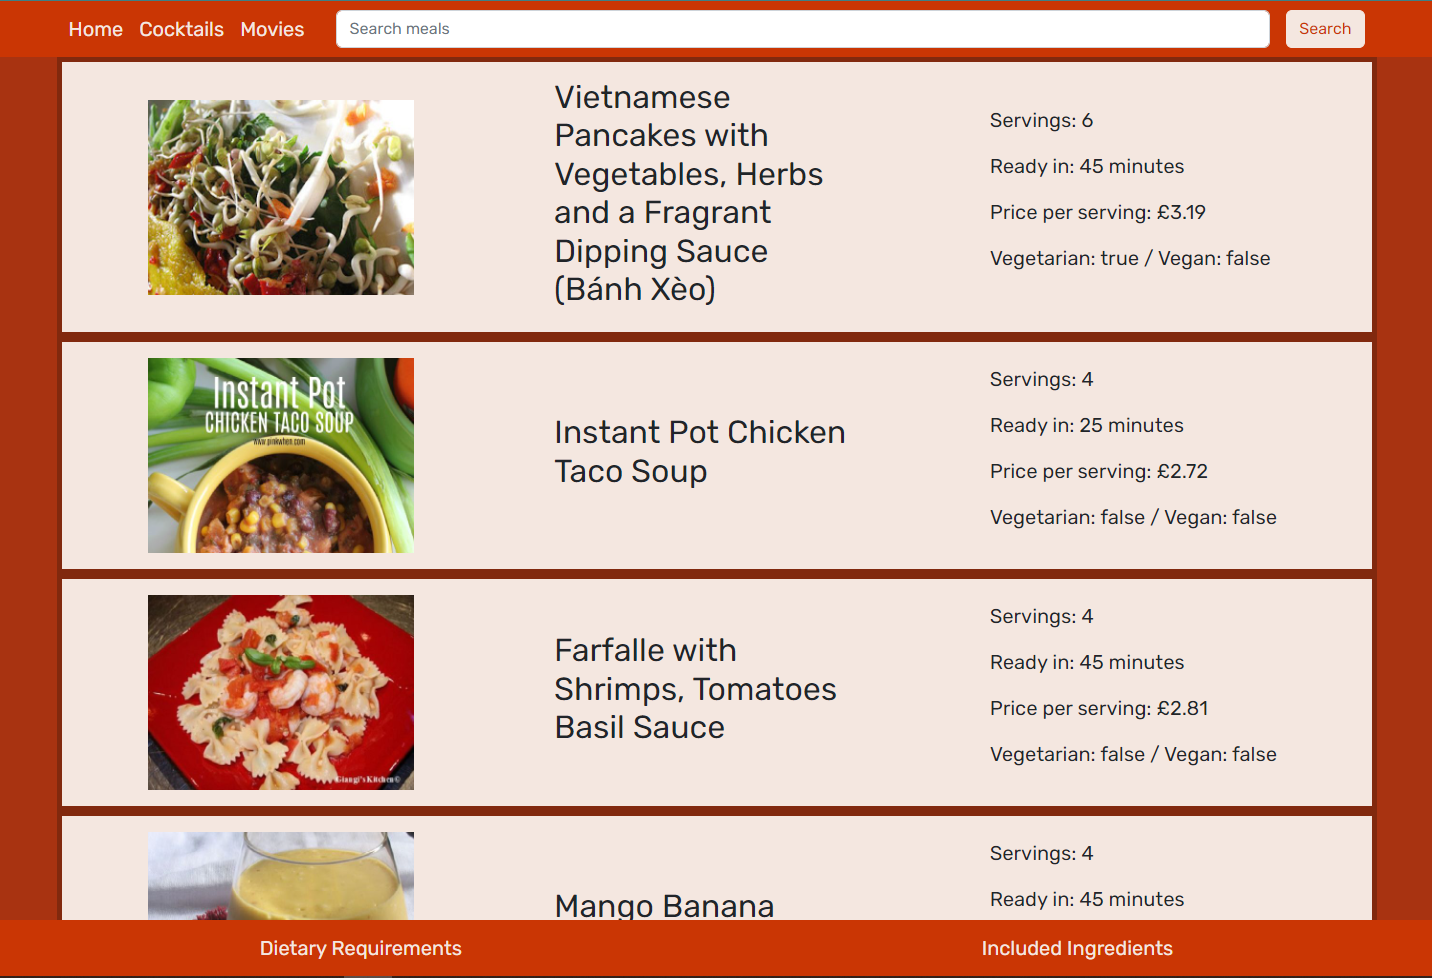 Home Cocktails Movies Search meals Search
Vietnamese
Pancakes with
Vegetables, Herbs
and a Fragrant
Dipping Sauce
(Bánh Xèo)
Servings: 6
Ready in: 45 minutes
Price per serving: £3.19
Vegetarian: true / Vegan: false
Instant Pot
CHICKEN TACO SOUP
www.pinkwhen.com
Instant Pot Chicken
Taco Soup
Servings: 4
Ready in: 25 minutes
Price per serving: £2.72
Vegetarian: false / Vegan: false
Giangi's Kitchen©
Farfalle with
Shrimps, Tomatoes
Basil Sauce
Servings: 4
Ready in: 45 minutes
Price per serving: £2.81
Vegetarian: false / Vegan: false
Mango Banana
Servings: 4
Ready in: 45 minutes
Dietary Requirements Included Ingredients